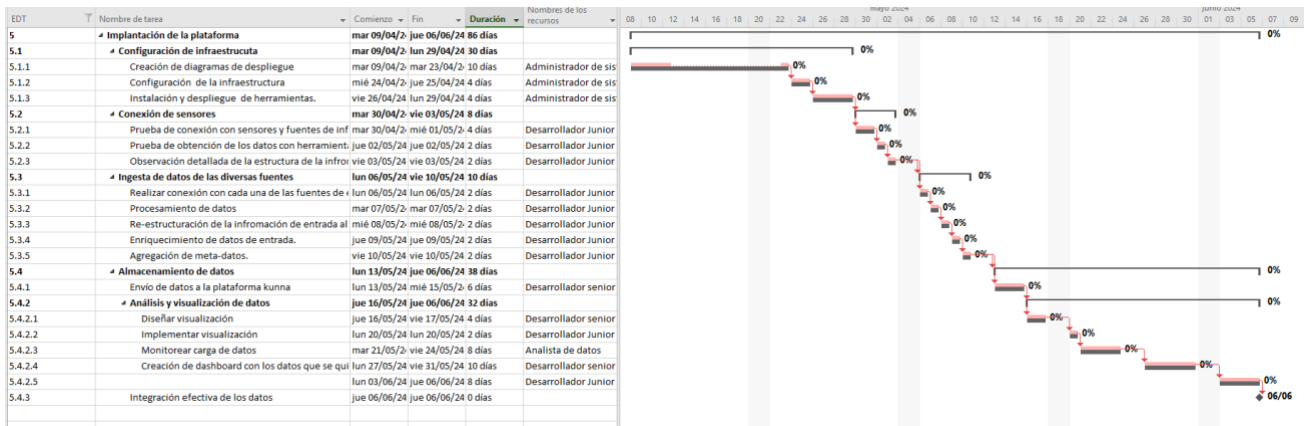 mayo 2024 junio 2024
EDT Nombre de tarea Comienzo Fin Duración Nombres de los recursos 08 10 12 14 16 18 20 22 24 26 28 30 02 04 06 08 10 12 14 16 18 20 22 24 26 28 30 01 03 05 07 09
5 Implantación de la plataforma mar 09/04/2 jue 06/06/24 86 días 0%
5.1 Configuración de infraestrucuta mar 09/04/2 lun 29/04/24 30 días 0%
5.1.1 Creación de diagramas de despliegue mar 09/04/2 mar 23/04/2 10 días Administrador de sis 0%
5.1.2 Configuración de la infraestructura mié 24/04/2 jue 25/04/24 4 días Administrador de sis 0%
5.1.3 Instalación y despliegue de herramientas. vie 26/04/24 lun 29/04/24 4 días Administrador de sis 0%
5.2 Conexión de sensores mar 30/04/2 vie 03/05/24 8 días 0%
5.2.1 Prueba de conexión con sensores y fuentes de inf mar 30/04/2 mié 01/05/2 4 días Desarrollador Junior 0%
5.2.2 Prueba de obtención de los datos con herramient jue 02/05/24 jue 02/05/24 2 días Desarrollador Junior 0%
5.2.3 Observación detallada de la estructura de la infro vie 03/05/24 vie 03/05/24 2 días Desarrollador Junior 0%
5.3 Ingesta de datos de las diversas fuentes lun 06/05/24 vie 10/05/24 10 días 0%
5.3.1 Realizar conexión con cada una de las fuentes de lun 06/05/24 lun 06/05/24 2 días Desarrollador Junior 0%
5.3.2 Procesamiento de datos mar 07/05/2 mar 07/05/2 2 días Desarrollador Junior 0%
5.3.3 Re-estructuración de la infromación de entrada al mié 08/05/2 mié 08/05/2 2 días Desarrollador Junior 0%
5.3.4 Enriquecimiento de datos de entrada. jue 09/05/24 jue 09/05/24 2 días Desarrollador Junior 0%
5.3.5 Agregación de meta-datos. vie 10/05/24 vie 10/05/24 2 días Desarrollador Junior 0%
5.4 Almacenamiento de datos lun 13/05/24 jue 06/06/24 38 días 0%
5.4.1 Envío de datos a la plataforma kunna lun 13/05/24 mié 15/05/2 6 días Desarrollador senior 0%
5.4.2 Análisis y visualización de datos jue 16/05/24 jue 06/06/24 32 días 0%
5.4.2.1 Diseñar visualización jue 16/05/24 vie 17/05/24 4 días Desarrollador senior 0%
5.4.2.2 Implementar visualización lun 20/05/24 lun 20/05/24 2 días Desarrollador Junior 0%
5.4.2.3 Monitorear carga de datos mar 21/05/2 vie 24/05/24 8 días Analista de datos 0%
5.4.2.4 Creación de dashboard con los datos que se qui lun 27/05/24 vie 31/05/24 10 días Desarrollador senior 0%
5.4.2.5 lun 03/06/24 jue 06/06/24 8 días Desarrollador Junior 0%
5.4.3 Integración efectiva de los datos jue 06/06/24 jue 06/06/24 0 días 06/06